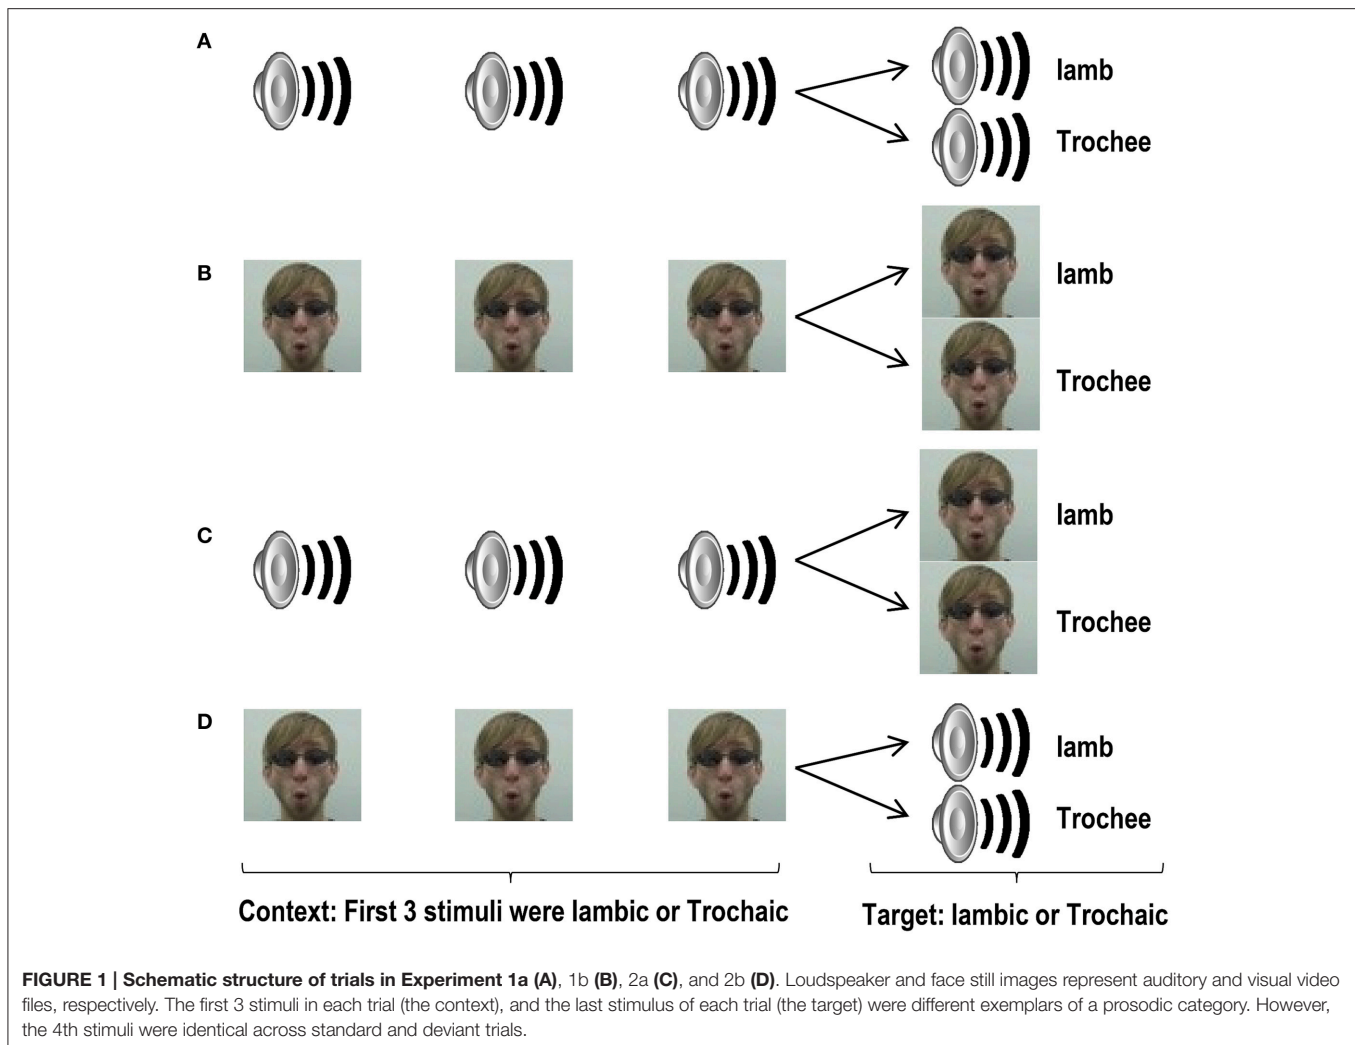 A
Iamb
Trochee
B
Iamb
Trochee
C
Iamb
Trochee
D
Iamb
Trochee
Context: First 3 stimuli were Iambic or Trochaic
Target: Iambic or Trochaic
FIGURE 1 | Schematic structure of trials in Experiment 1a (A), 1b (B), 2a (C), and 2b (D). Loudspeaker and face still images represent auditory and visual video
files, respectively. The first 3 stimuli in each trial (the context), and the last stimulus of each trial (the target) were different exemplars of a prosodic category. However,
the 4th stimuli were identical across standard and deviant trials.